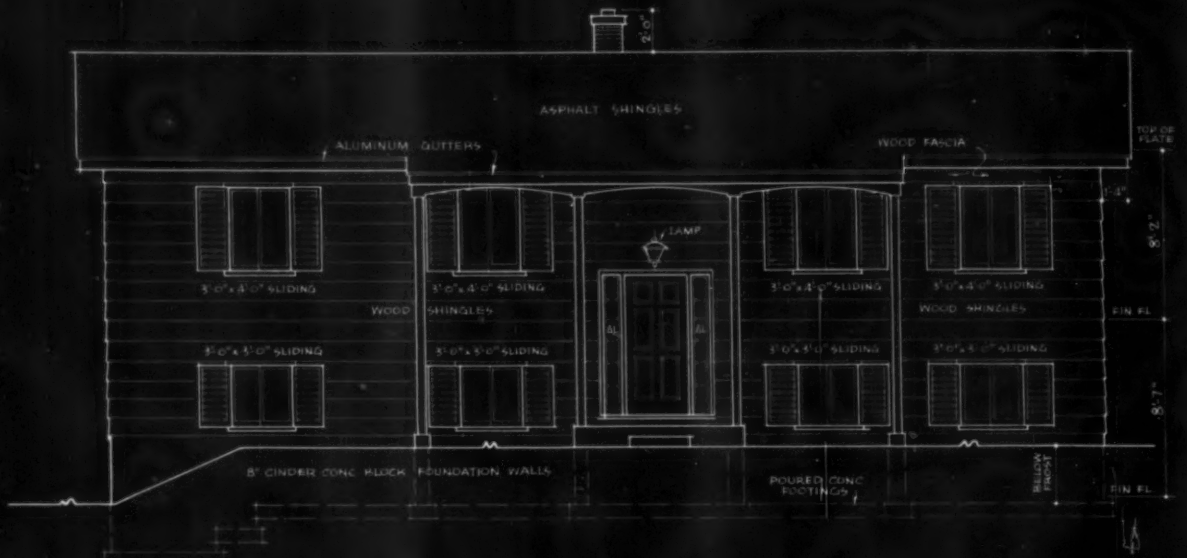 2'-0"
ASPHALT SHINGLES
TOP OF
PLATE
ALUMINUM GUTTERS
WOOD FASCIA
1'-4"
8'-2"
LAMP
3'-0" x 4'-0" SLIDING
3'-0" x 4'-0" SLIDING
3'-0" x 4'-0" SLIDING
3'-0" x 4'-0" SLIDING
WOOD SHINGLES
WOOD SHINGLES
FIN FL
3'-0" x 3'-0" SLIDING
3'-0" x 3'-0" SLIDING
3'-0" x 3'-0" SLIDING
3'-0" x 3'-0" SLIDING
8'-7"
8" CINDER CONC BLOCK FOUNDATION WALLS
POURED CONC
FOOTINGS
BELOW
FROST
FIN FL